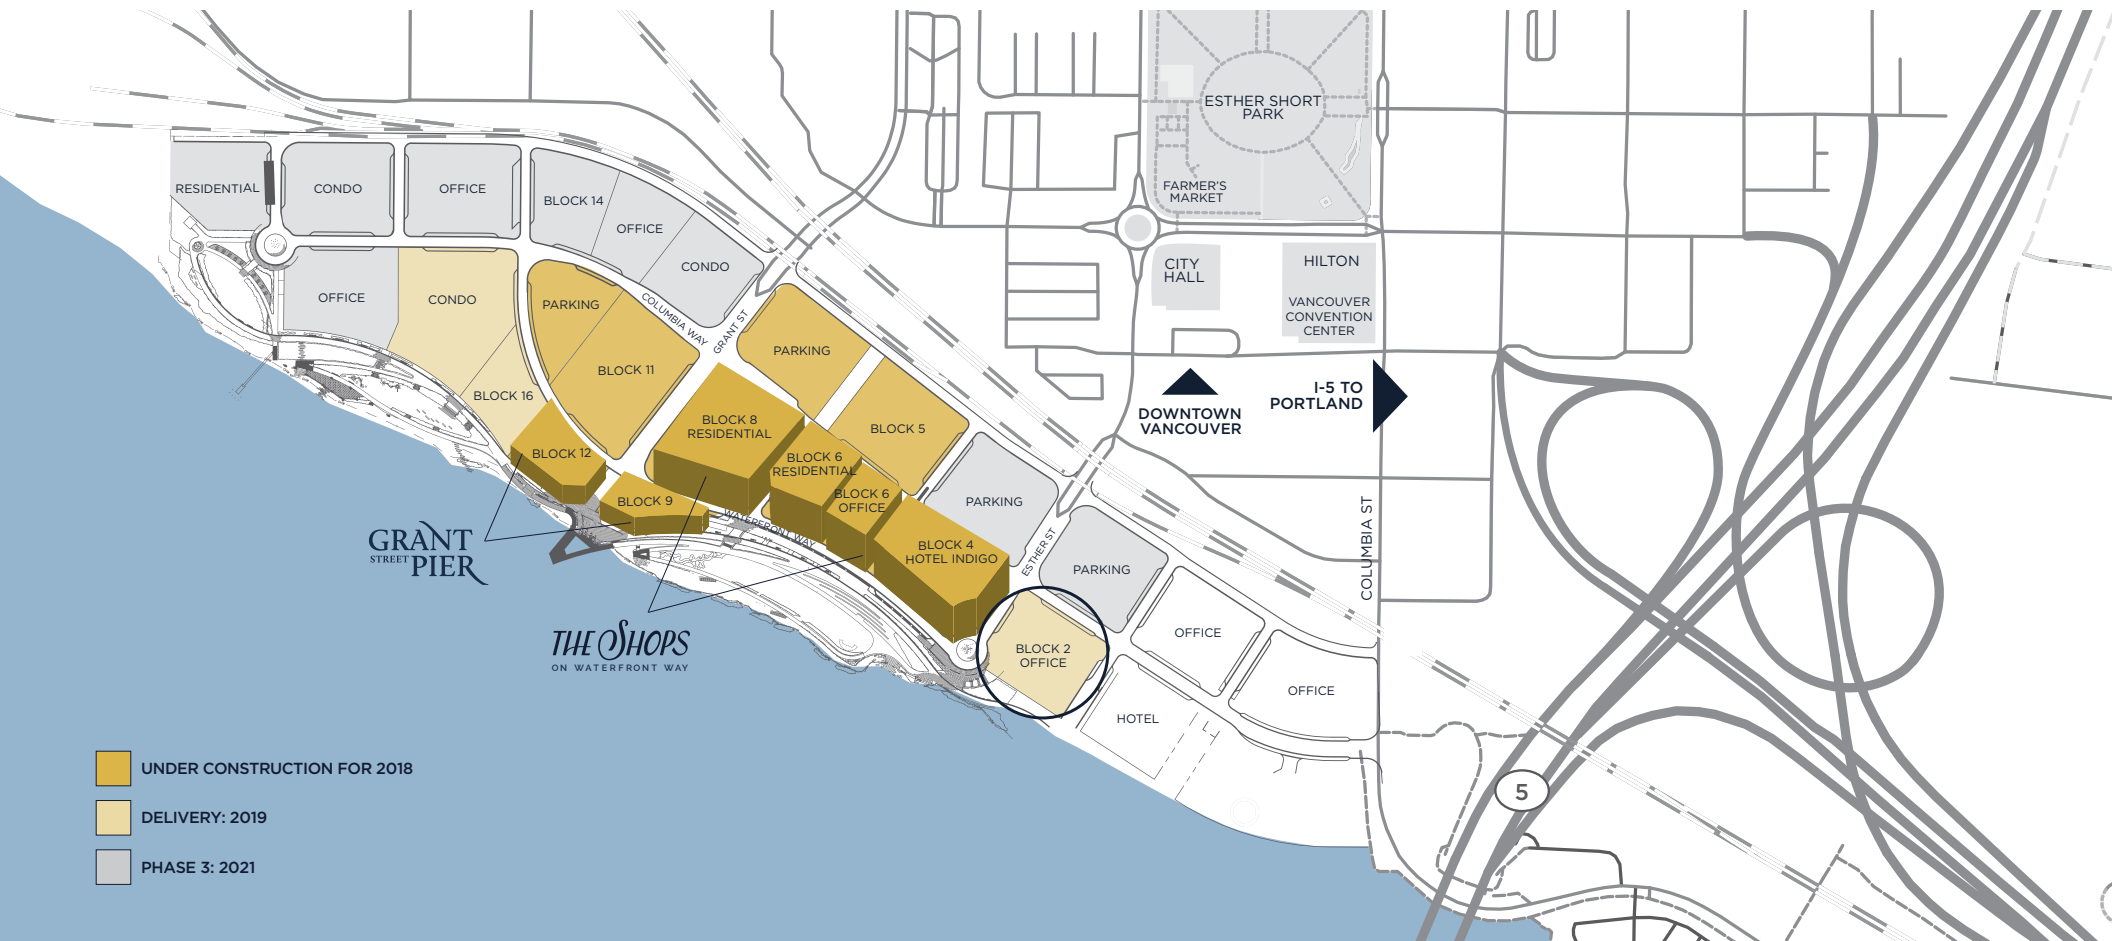 ESTHER SHORT
PARK
FARMER'S
MARKET
RESIDENTIAL
CONDO
OFFICE
BLOCK 14
OFFICE
CONDO
OFFICE
CONDO
PARKING
COLUMBIA WAY
GRANT ST
BLOCK 11
BLOCK 16
PARKING
BLOCK 5
CITY
HALL
HILTON
VANCOUVER
CONVENTION
CENTER
I-5 TO
PORTLAND
DOWNTOWN
VANCOUVER
BLOCK 12
BLOCK 9
BLOCK 8
RESIDENTIAL
BLOCK 6
RESIDENTIAL
BLOCK 6
OFFICE
WATERFRONT WAY
BLOCK 4
HOTEL INDIGO
PARKING
ESTHER ST
PARKING
COLUMBIA ST
GRANT
STREET PIER
THE SHOPS
ON WATERFRONT WAY
BLOCK 2
OFFICE
OFFICE
OFFICE
HOTEL
5
UNDER CONSTRUCTION FOR 2018
DELIVERY: 2019
PHASE 3: 2021